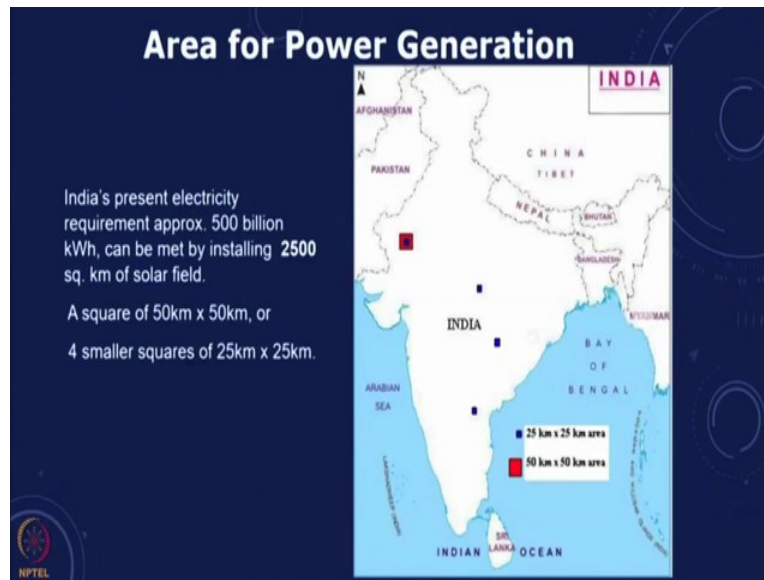 Area for Power Generation
India's present electricity
requirement approx. 500 billion
kWh, can be met by installing 2500
sq. km of solar field.
A square of 50km x 50km, or
4 smaller squares of 25km x 25km.
N
INDIA
AFGHANISTAN
PAKISTAN
CHINA
TIBET
NEPAL
BHUTAN
BANGLADESH
MYANMAR
INDIA
BAY
OF
BENGAL
ARABIAN
SEA
25 km x 25 km area
50 km x 50 km area
SRI
LANKA
INDIAN OCEAN
NPTEL